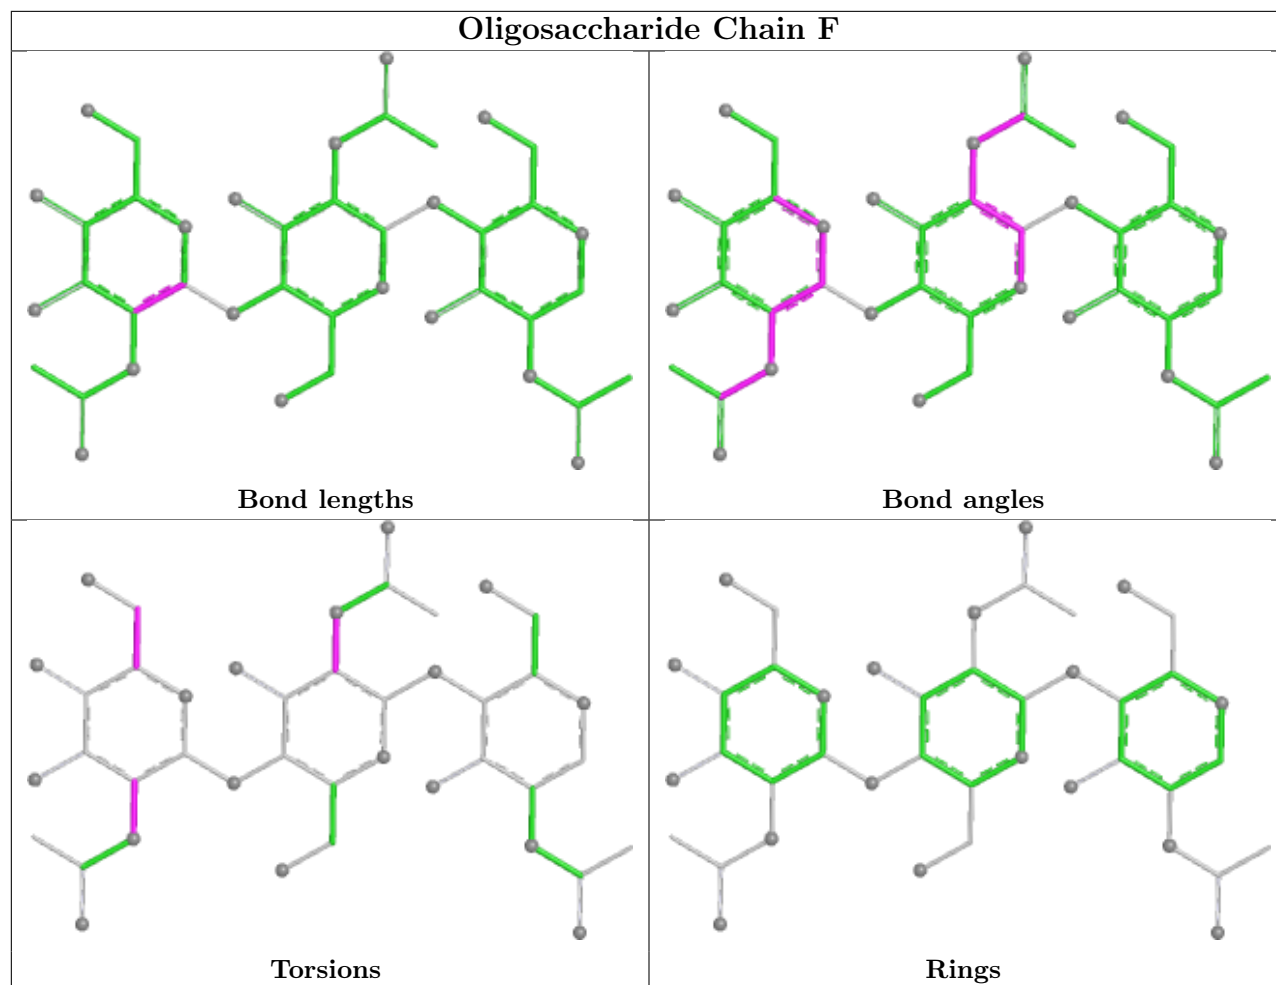 Oligosaccharide Chain F
Bond lengths
Bond angles
Torsions
Rings